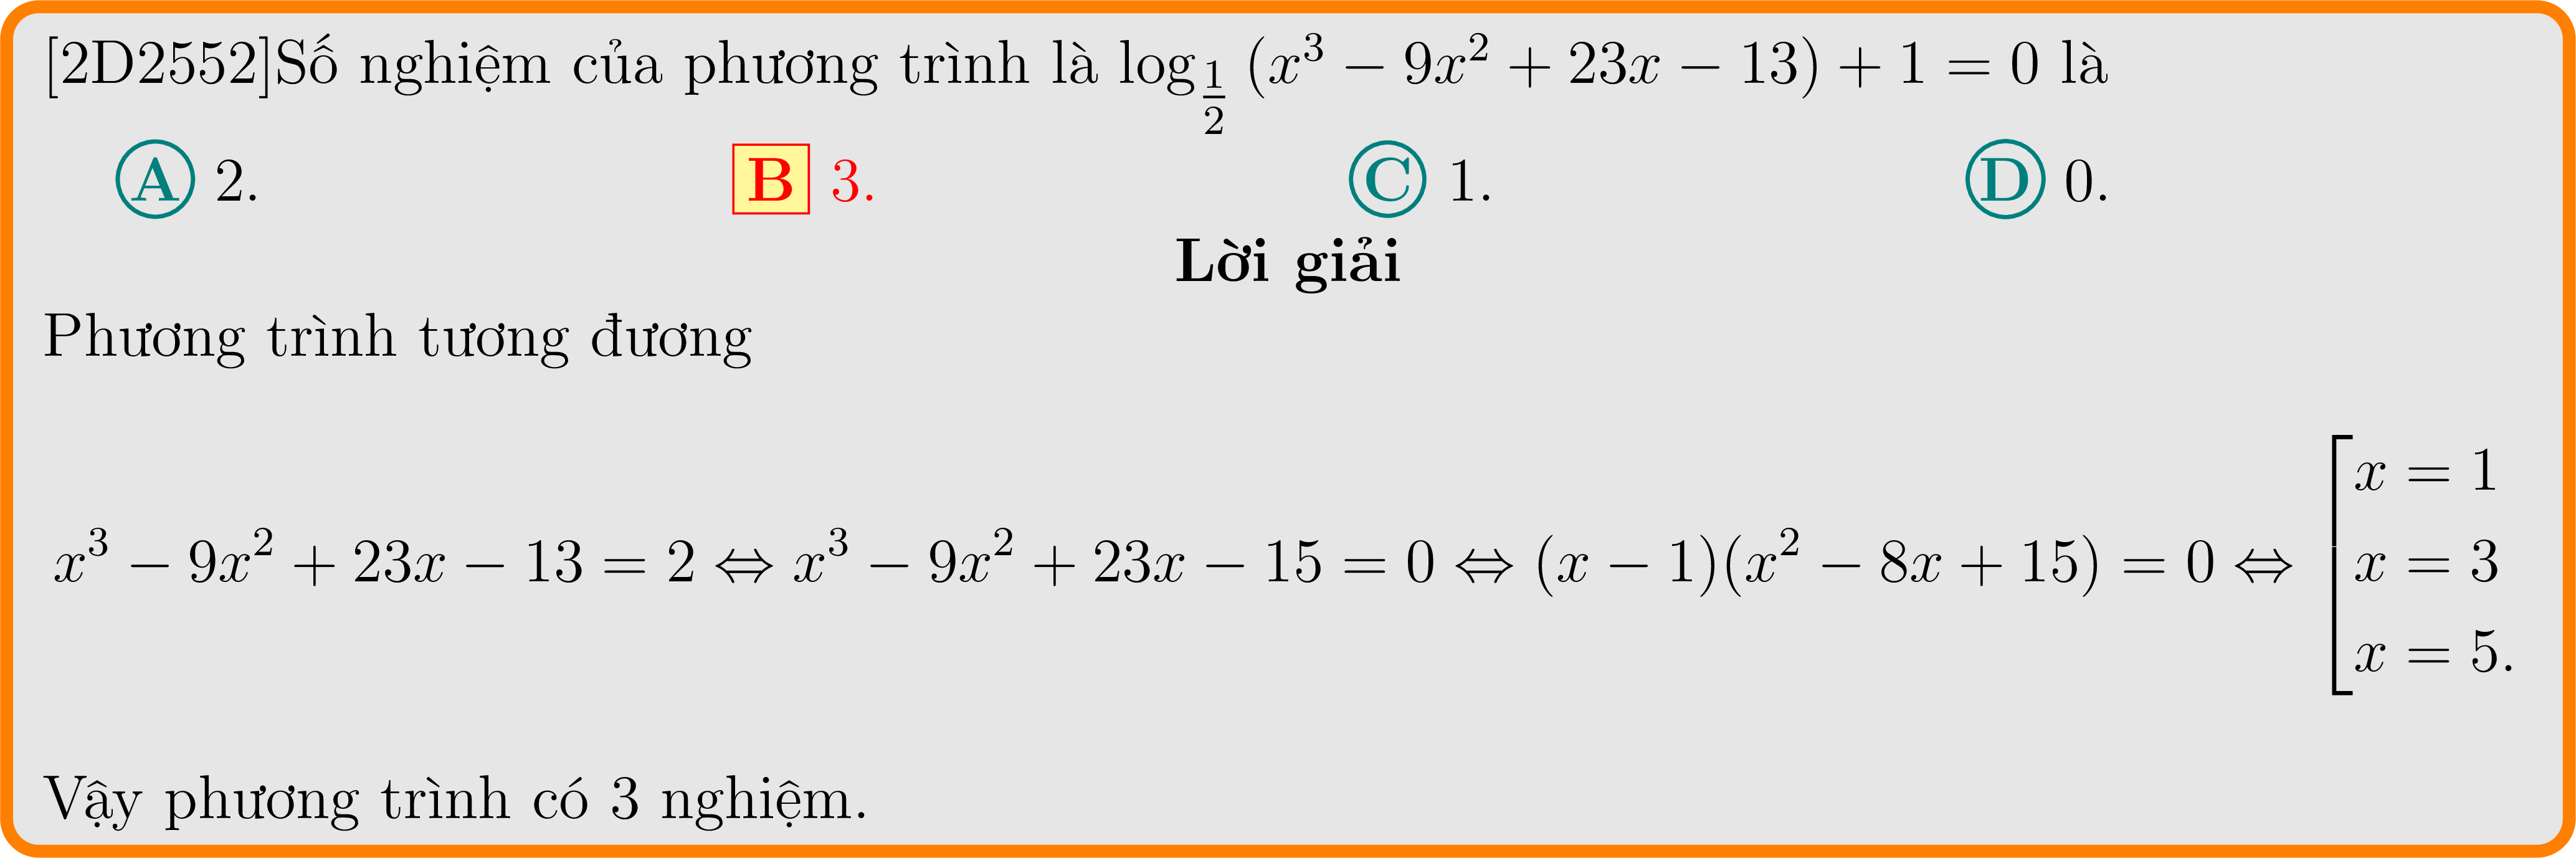 [2D2552]Số nghiệm của phương trình là $\log_{\frac{1}{2}}(x^3 - 9x^2 + 23x - 13) + 1 = 0$ là
A 2. B 3. C 1. D 0.
Lời giải
Phương trình tương đương
$x^3 - 9x^2 + 23x - 13 = 2 \Leftrightarrow x^3 - 9x^2 + 23x - 15 = 0 \Leftrightarrow (x - 1)(x^2 - 8x + 15) = 0 \Leftrightarrow \left[\begin{array}{l} x = 1 \\ x = 3 \\ x = 5. \end{array}\right.$
Vậy phương trình có 3 nghiệm.